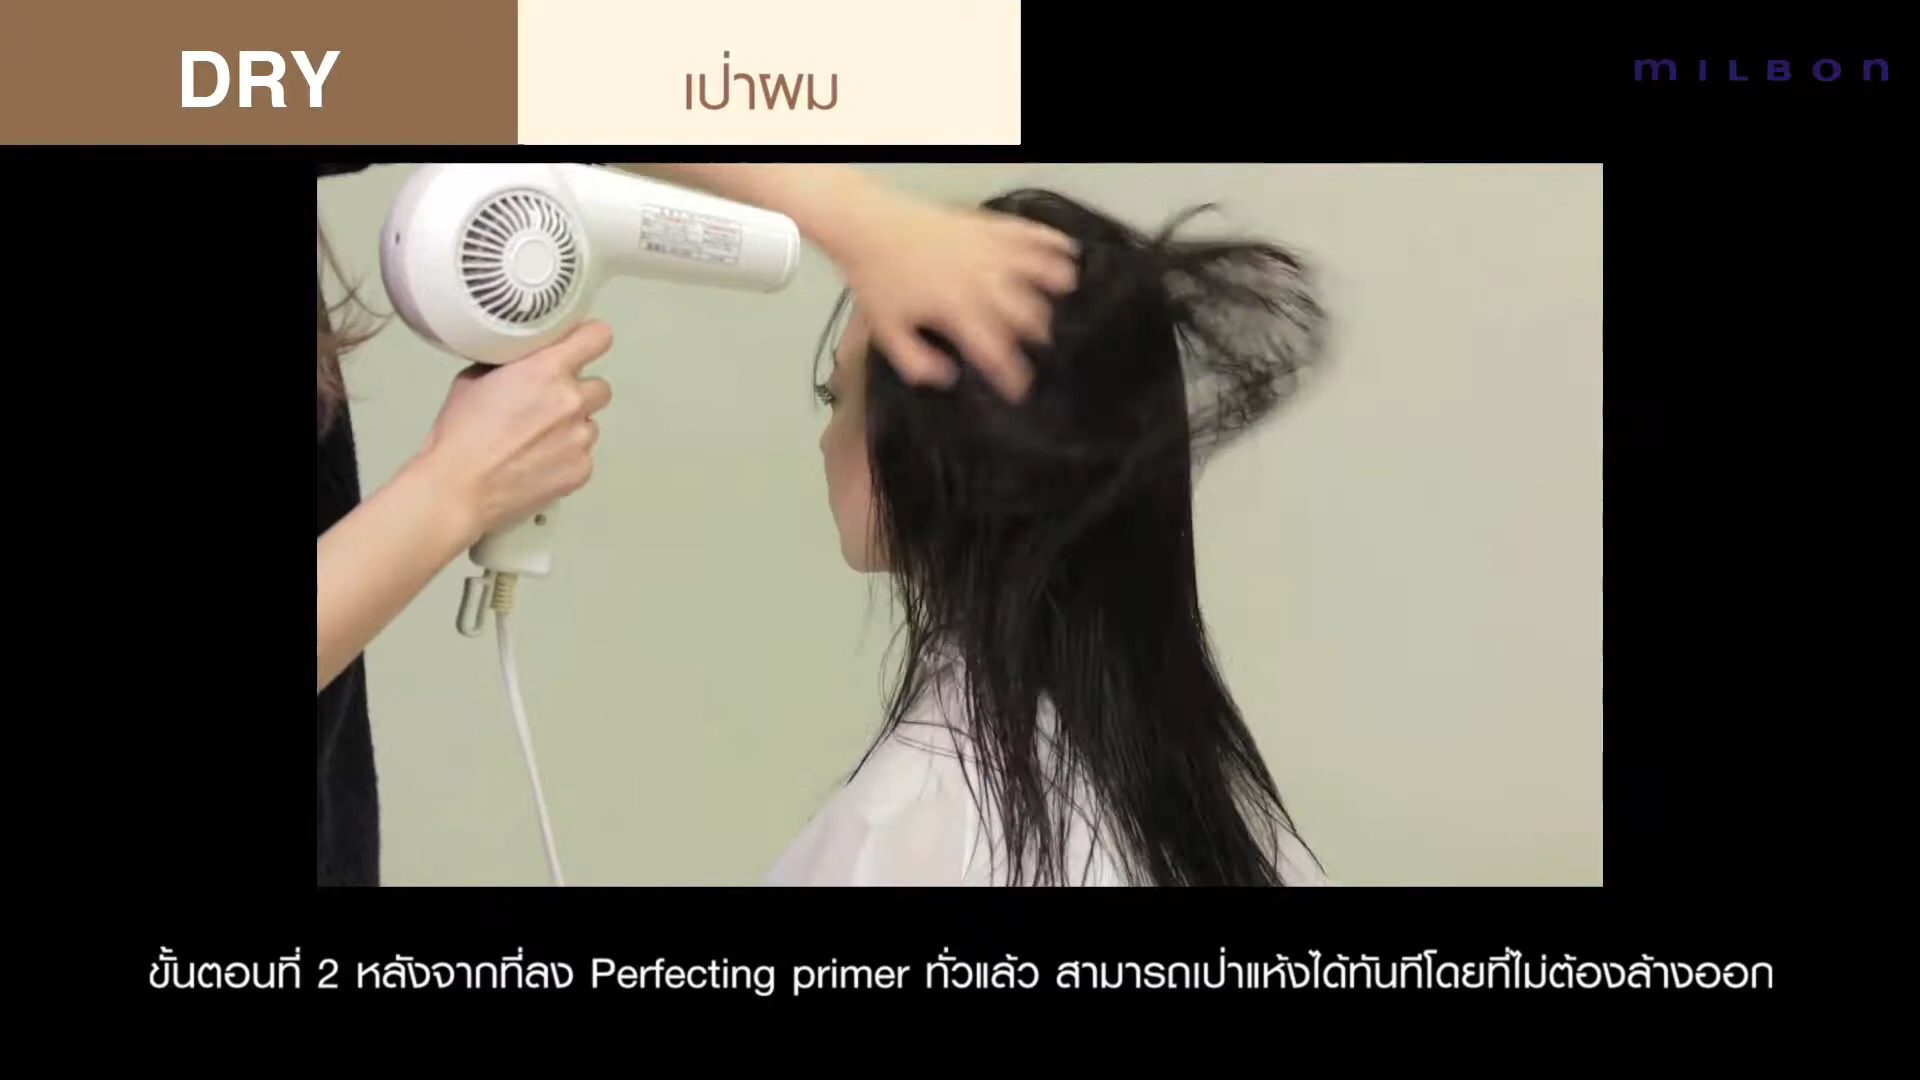 DRY
เป่าผม
MILBON
ขั้นตอนที่ 2 หลังจากที่ลง Perfecting primer ทั่วแล้ว สามารถเป่าแห้งได้ทันทีโดยที่ไม่ต้องล้างออก